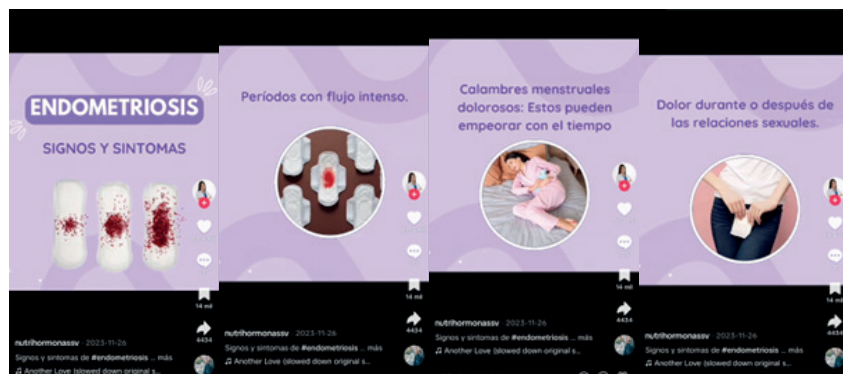 ENDOMETRIOSIS
SIGNOS Y SINTOMAS
14 mil
4434
nutrihormonassv · 2023-11-26
Signos y sintomas de #endometriosis ... más
♫ Another Love (slowed down original s...
Períodos con flujo intenso.
14 mil
4434
nutrihormonassv · 2023-11-26
Signos y sintomas de #endometriosis ... más
♫ Another Love (slowed down original s...
Calambres menstruales
dolorosos: Estos pueden
empeorar con el tiempo
14 mil
4434
nutrihormonassv · 2023-11-26
Signos y sintomas de #endometriosis ... más
♫ Another Love (slowed down original s...
Dolor durante o después de
las relaciones sexuales.
14 mil
4434
nutrihormonassv · 2023-11-26
Signos y sintomas de #endometriosis ... más
♫ Another Love (slowed down original s...